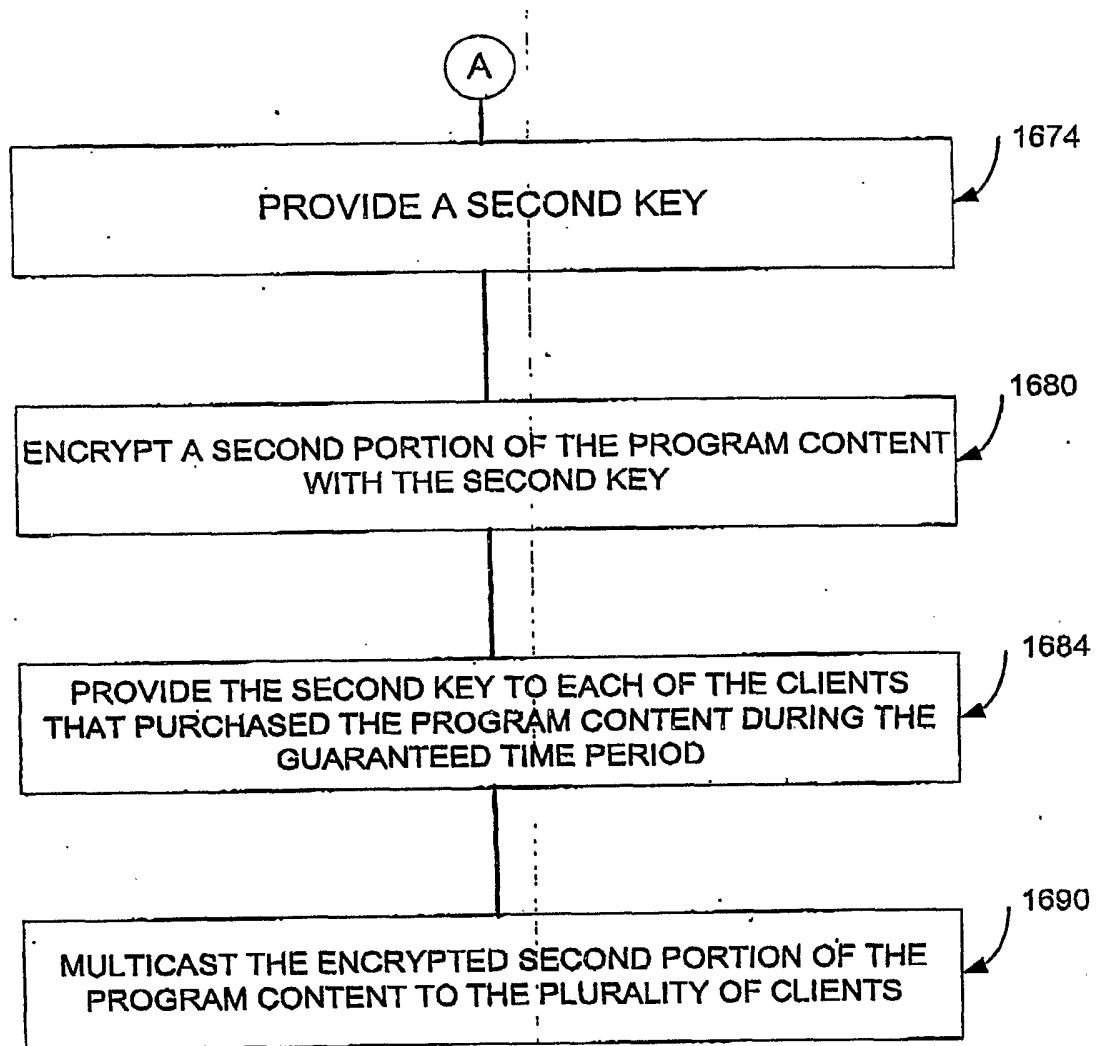 A
1674
PROVIDE A SECOND KEY
1680
ENCRYPT A SECOND PORTION OF THE PROGRAM CONTENT
WITH THE SECOND KEY
1684
PROVIDE THE SECOND KEY TO EACH OF THE CLIENTS
THAT PURCHASED THE PROGRAM CONTENT DURING THE
GUARANTEED TIME PERIOD
1690
MULTICAST THE ENCRYPTED SECOND PORTION OF THE
PROGRAM CONTENT TO THE PLURALITY OF CLIENTS